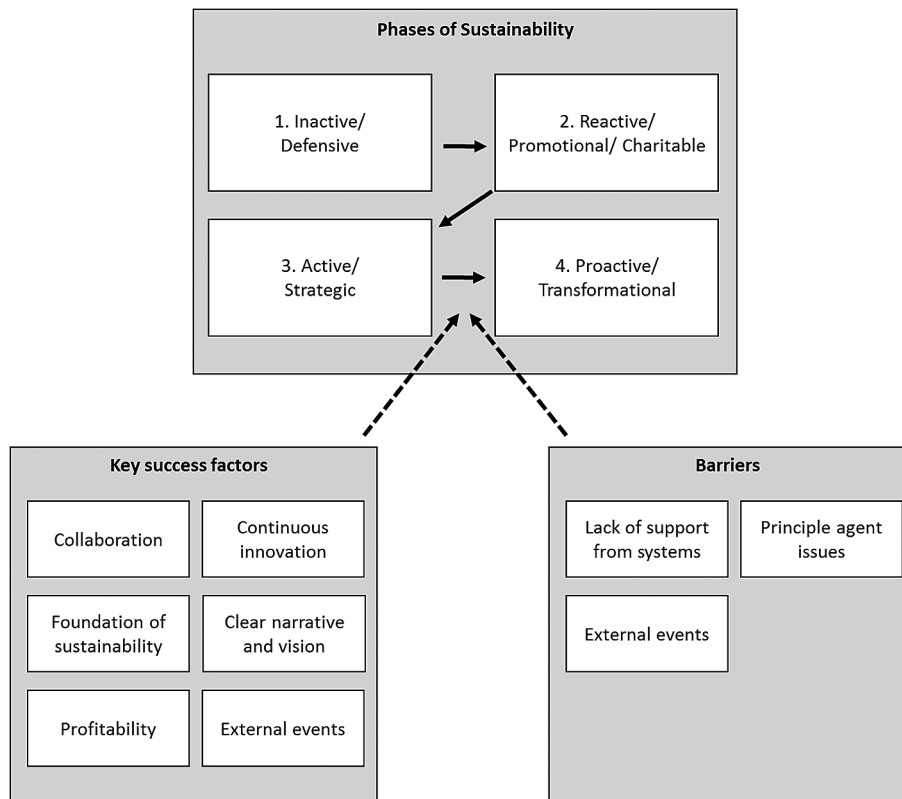 Phases of Sustainability
1. Inactive/
Defensive
2. Reactive/
Promotional/ Charitable
3. Active/
Strategic
4. Proactive/
Transformational
Key success factors
Collaboration
Continuous
innovation
Foundation of
sustainability
Clear narrative
and vision
Profitability
External events
Barriers
Lack of support
from systems
Principle agent
issues
External events